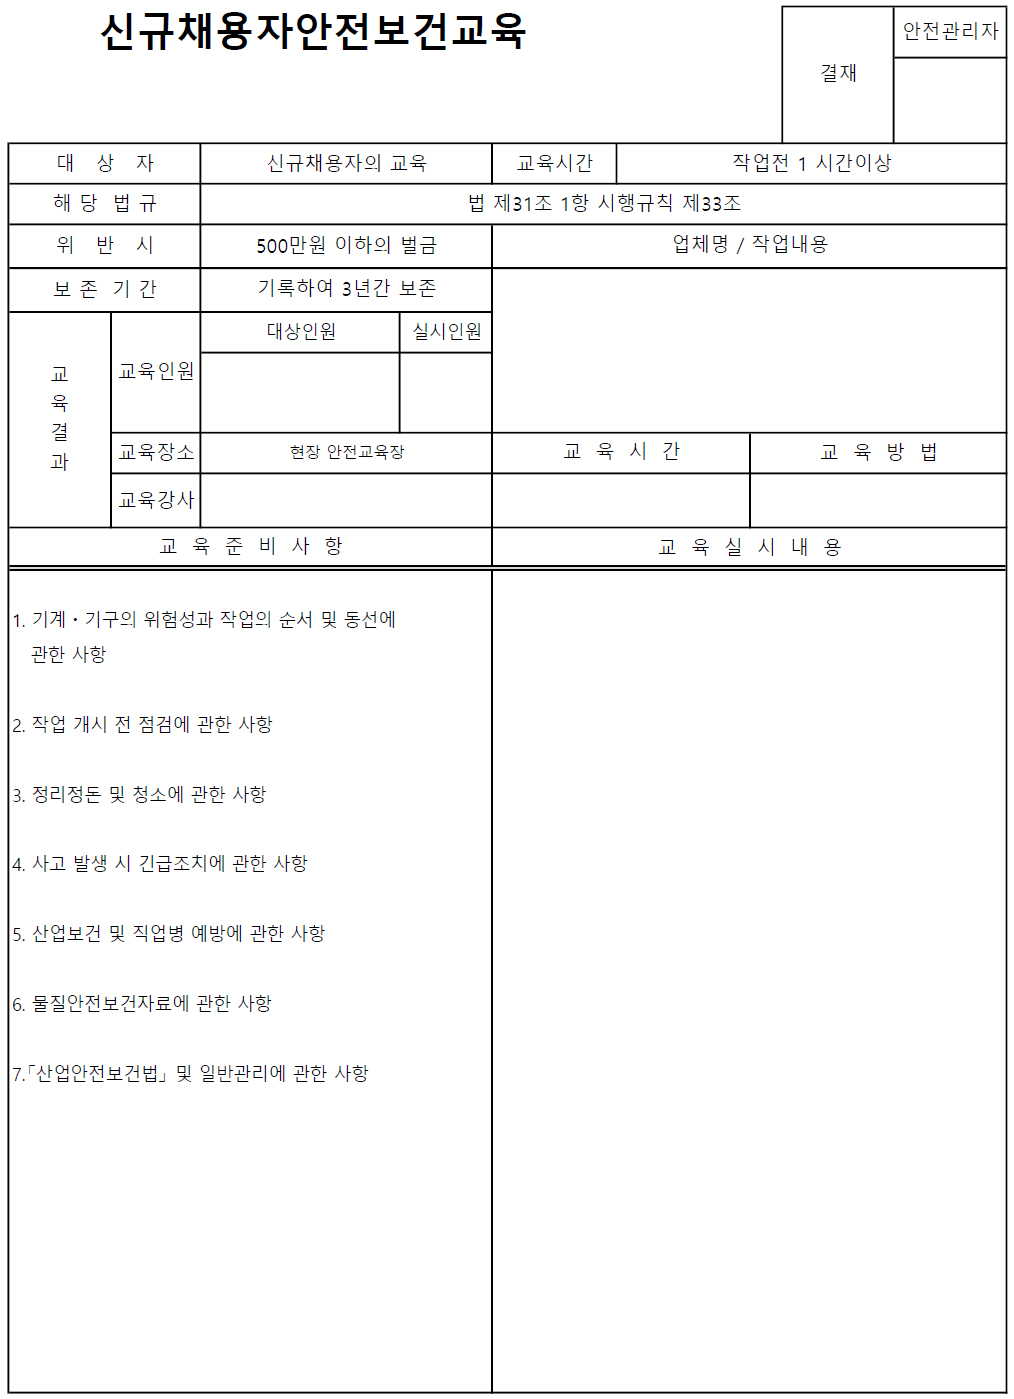 신규채용자안전보건교육
결재
안전관리자
대 상 자
신규채용자의 교육
교육시간
작업전 1 시간이상
해 당 법 규
법 제31조 1항 시행규칙 제33조
위 반 시
500만원 이하의 벌금
업체명 / 작업내용
보 존 기 간
기록하여 3년간 보존
교육결과
교육인원
대상인원
실시인원
교육장소
현장 안전교육장
교 육 시 간
교 육 방 법
교육강사
교 육 준 비 사 항
교 육 실 시 내 용
1. 기계・기구의 위험성과 작업의 순서 및 동선에
관한 사항
2. 작업 개시 전 점검에 관한 사항
3. 정리정돈 및 청소에 관한 사항
4. 사고 발생 시 긴급조치에 관한 사항
5. 산업보건 및 직업병 예방에 관한 사항
6. 물질안전보건자료에 관한 사항
7.「산업안전보건법」 및 일반관리에 관한 사항